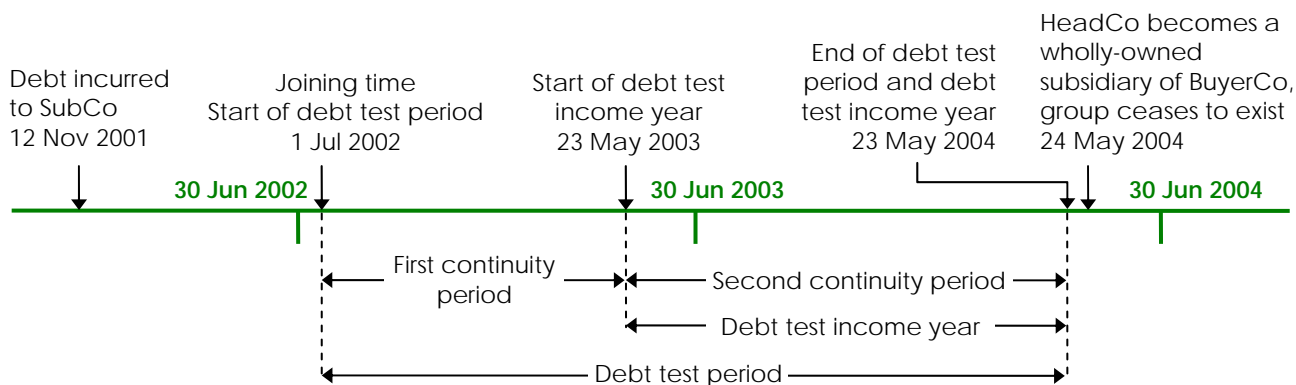 Debt incurred
to SubCo
12 Nov 2001
Joining time
Start of debt test period
1 Jul 2002
Start of debt test
income year
23 May 2003
End of debt test
period and debt
test income year
23 May 2004
HeadCo becomes a
wholly-owned
subsidiary of BuyerCo,
group ceases to exist
24 May 2004
30 Jun 2002
30 Jun 2003
30 Jun 2004
First continuity
period
Second continuity period
Debt test income year
Debt test period